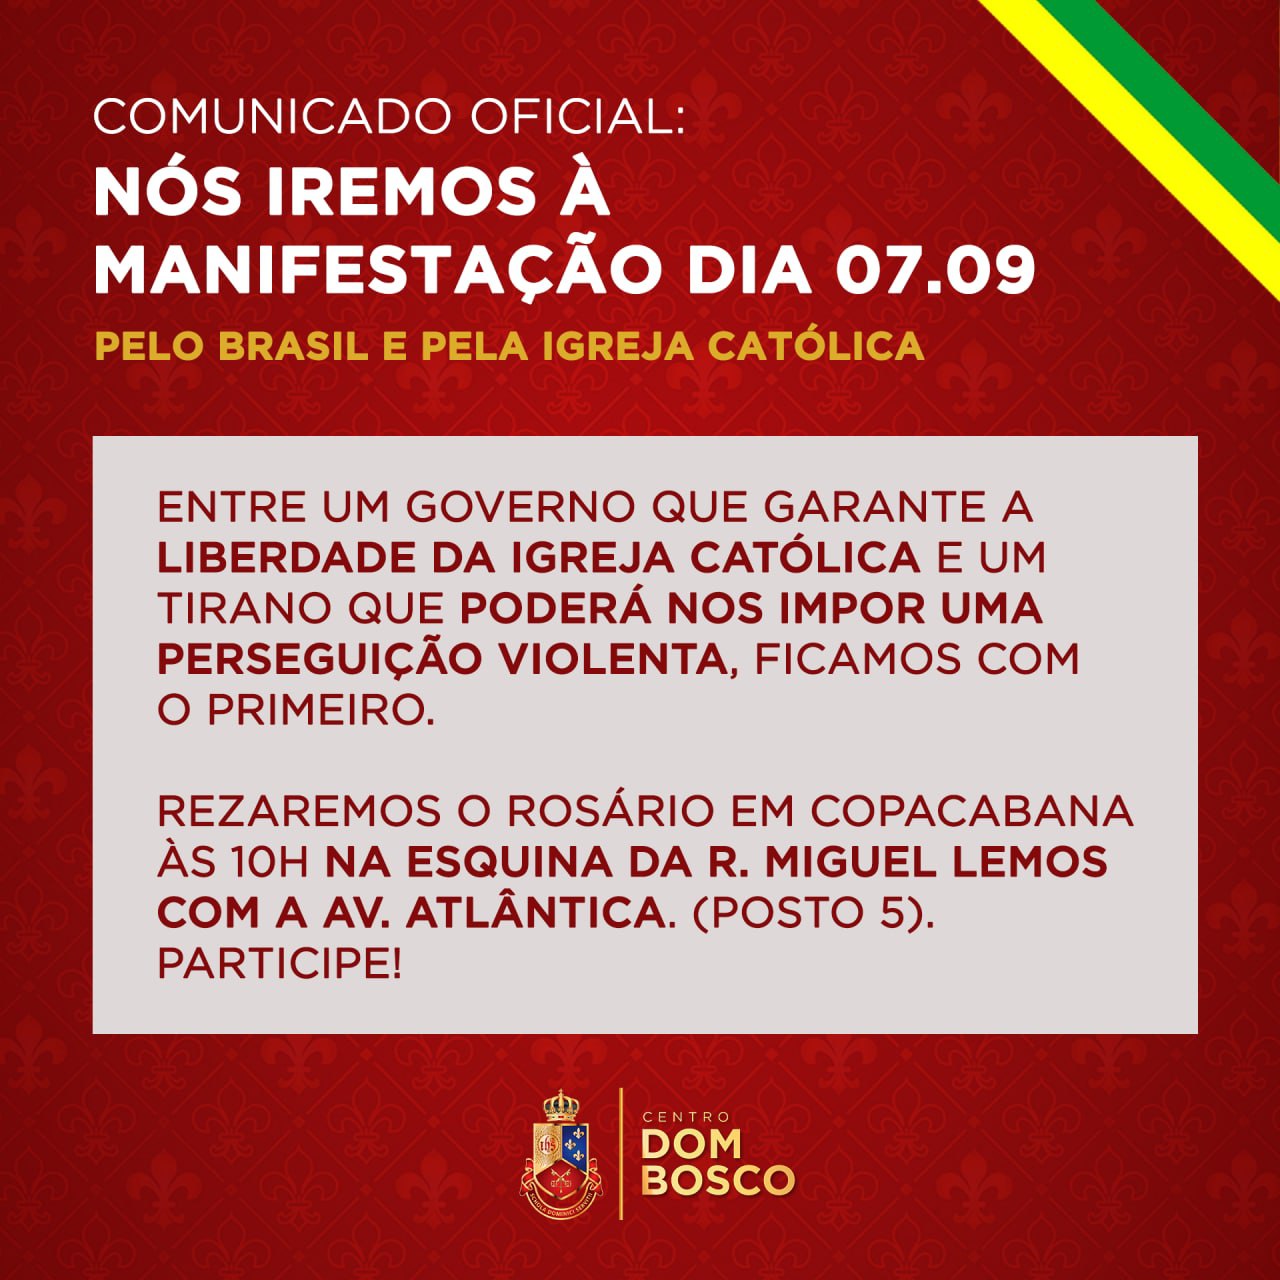 COMUNICADO OFICIAL:
NÓS IREMOS À
MANIFESTAÇÃO DIA 07.09
PELO BRASIL E PELA IGREJA CATÓLICA
ENTRE UM GOVERNO QUE GARANTE A
LIBERDADE DA IGREJA CATÓLICA E UM
TIRANO QUE PODERÁ NOS IMPOR UMA
PERSEGUIÇÃO VIOLENTA, FICAMOS COM
O PRIMEIRO.
REZAREMOS O ROSÁRIO EM COPACABANA
ÀS 10H NA ESQUINA DA R. MIGUEL LEMOS
COM A AV. ATLÂNTICA. (POSTO 5).
PARTICIPE!
CENTRO
DOM
BOSCO